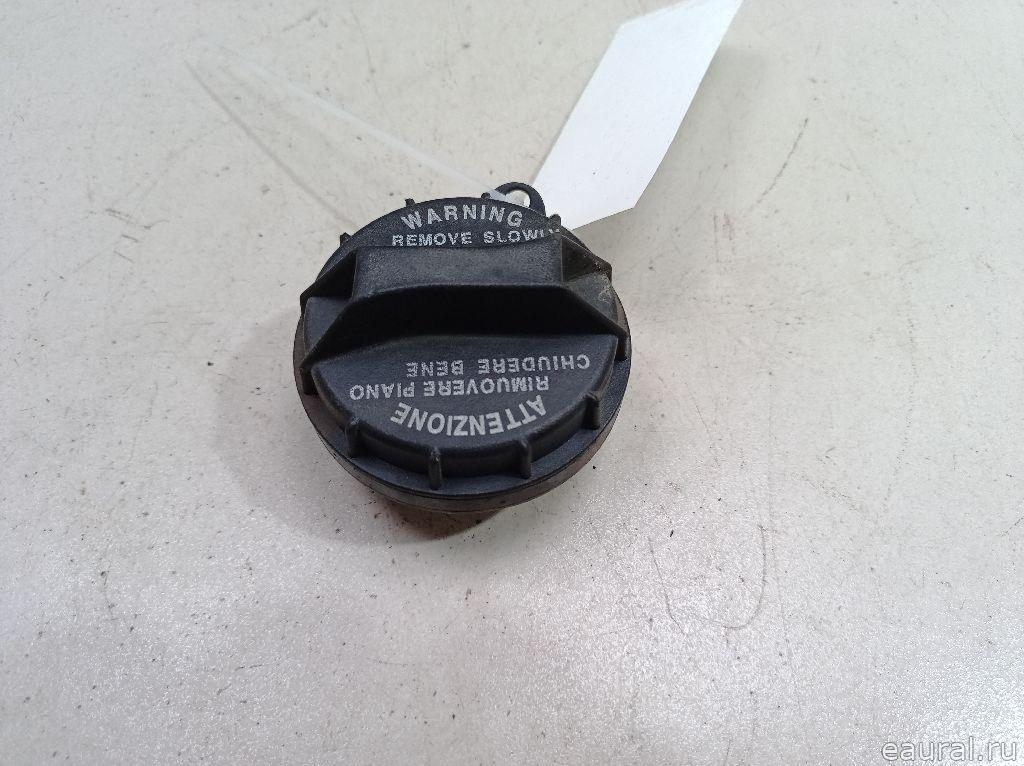 WARNING
REMOVE SLOWLY
ATTENZIONE
RIMUOVERE PIANO
CHIUDERE BENE
eaural.ru